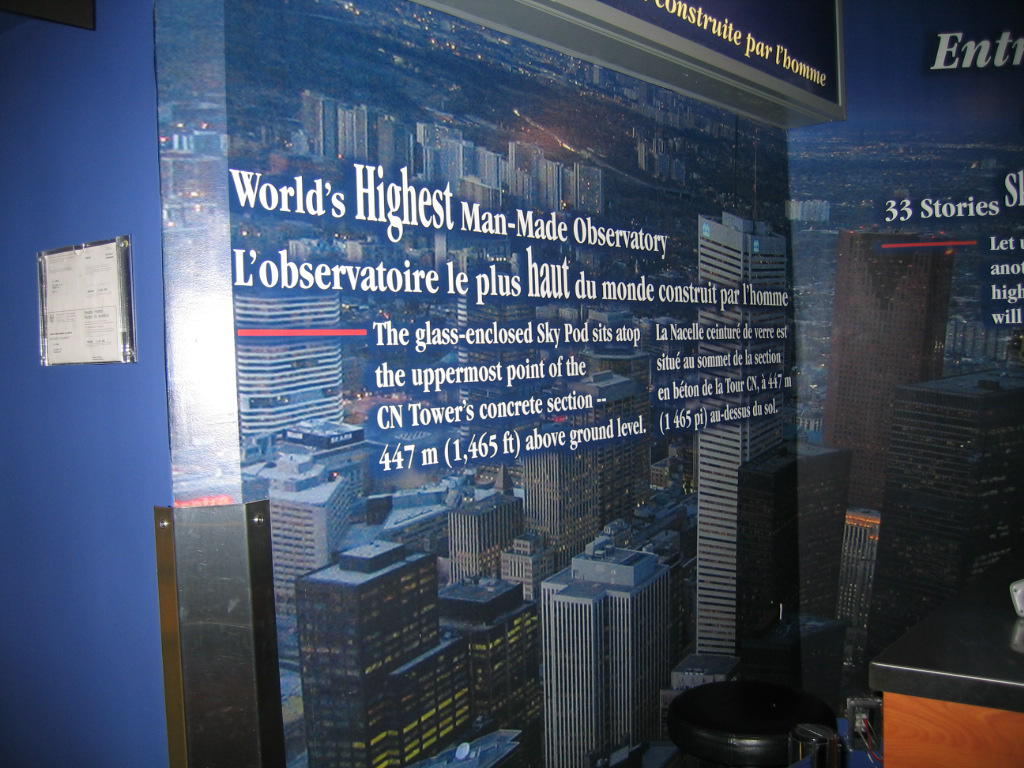 construite par l'homme
World's Highest Man-Made Observatory
L'observatoire le plus haut du monde construit par l'homme
The glass-enclosed Sky Pod sits atop
the uppermost point of the
CN Tower's concrete section --
447 m (1,465 ft) above ground level.
La Nacelle ceinturé de verre est
situé au sommet de la section
en béton de la Tour CN, à 447 m
(1 465 pi) au-dessus du sol.
33 Stories
Let
will